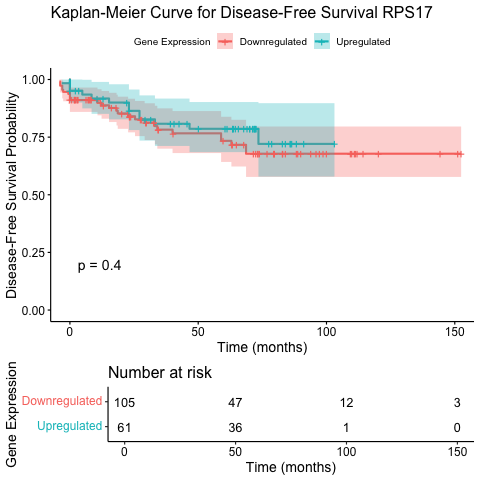 Kaplan-Meier Curve for Disease-Free Survival RPS17
Gene Expression Downregulated Upregulated
Disease-Free Survival Probability
1.00
0.75
0.50
0.25
0.00
p = 0.4
0 50 100 150
Time (months)
Number at risk
Gene Expression
Downregulated 105 47 12 3
Upregulated 61 36 1 0
0 50 100 150
Time (months)